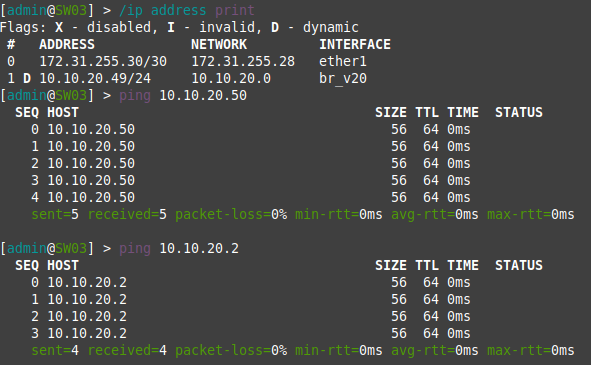 [admin@SW03] > /ip address print
Flags: X - disabled, I - invalid, D - dynamic
# ADDRESS NETWORK INTERFACE
0 172.31.255.30/30 172.31.255.28 ether1
1 D 10.10.20.49/24 10.10.20.0 br_v20
[admin@SW03] > ping 10.10.20.50
SEQ HOST SIZE TTL TIME STATUS
0 10.10.20.50 56 64 0ms
1 10.10.20.50 56 64 0ms
2 10.10.20.50 56 64 0ms
3 10.10.20.50 56 64 0ms
4 10.10.20.50 56 64 0ms
sent=5 received=5 packet-loss=0% min-rtt=0ms avg-rtt=0ms max-rtt=0ms
[admin@SW03] > ping 10.10.20.2
SEQ HOST SIZE TTL TIME STATUS
0 10.10.20.2 56 64 0ms
1 10.10.20.2 56 64 0ms
2 10.10.20.2 56 64 0ms
3 10.10.20.2 56 64 0ms
sent=4 received=4 packet-loss=0% min-rtt=0ms avg-rtt=0ms max-rtt=0ms